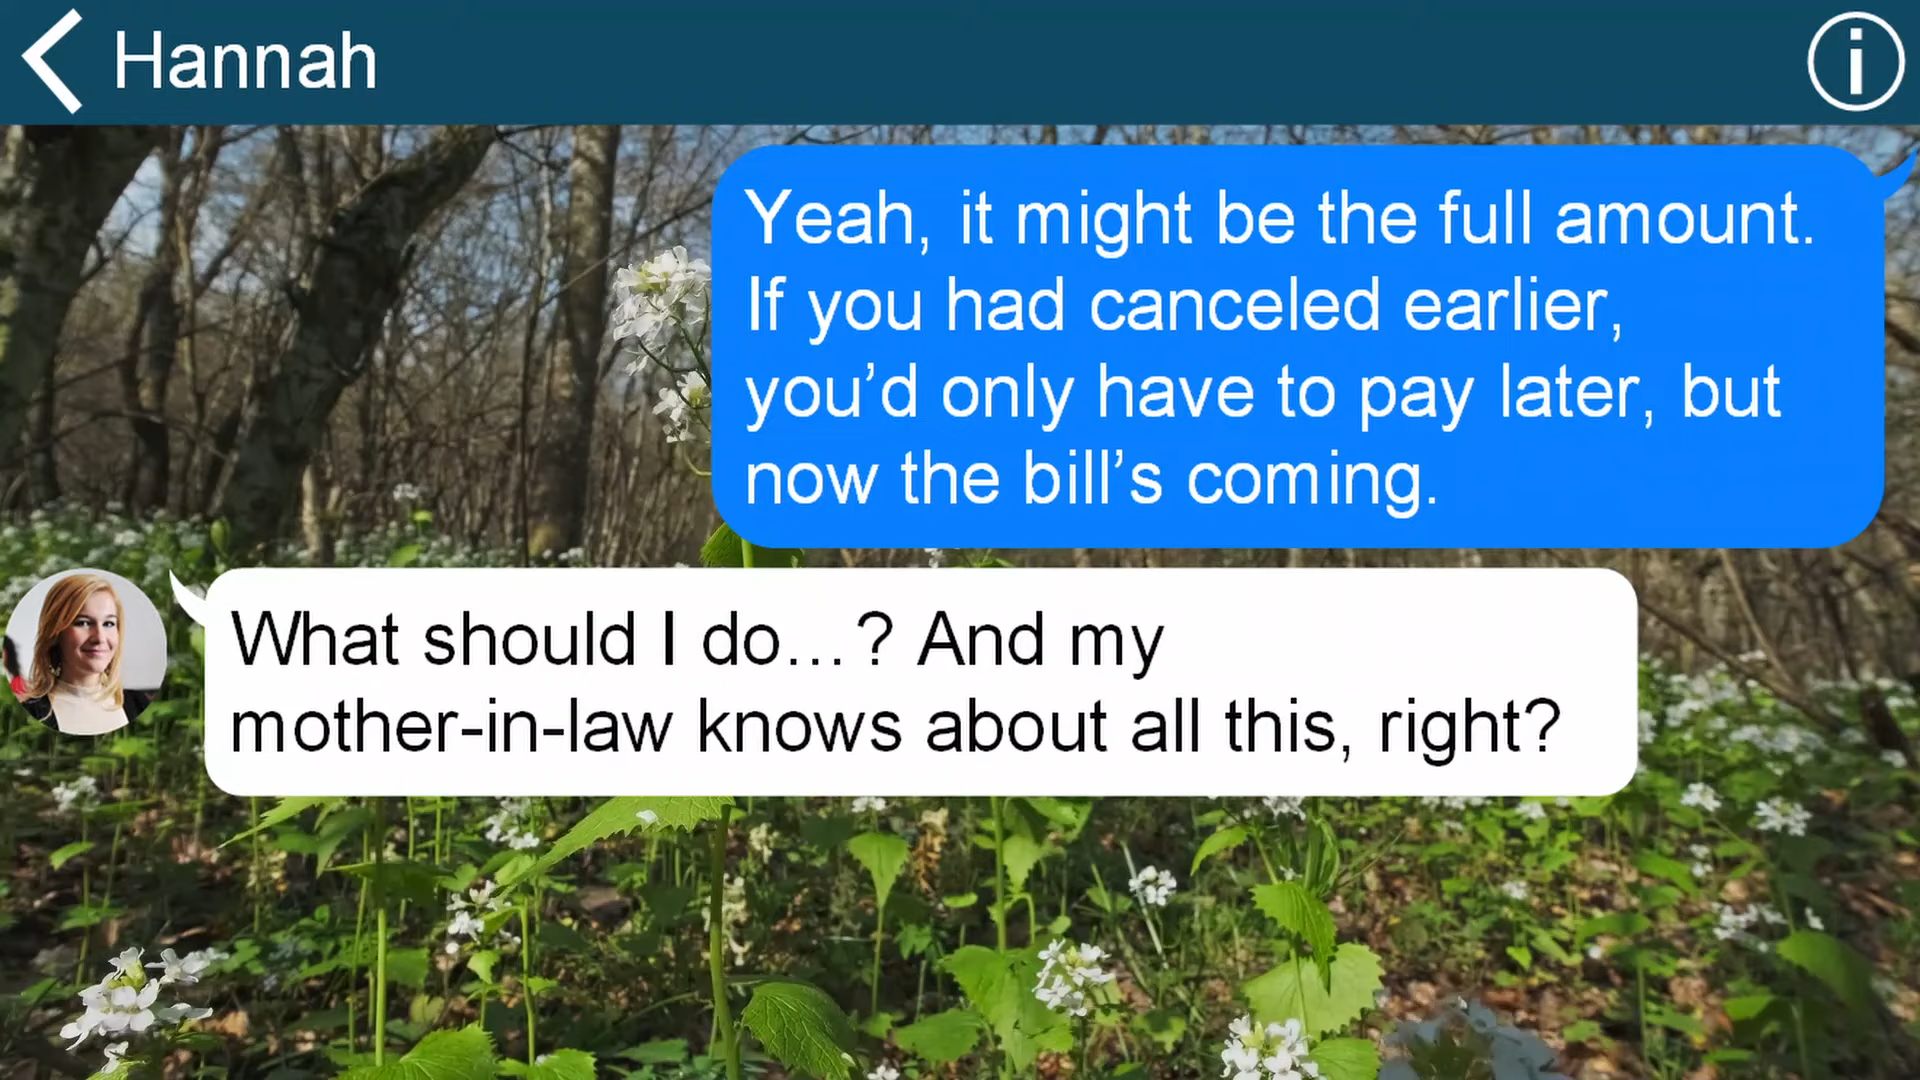 Hannah
Yeah, it might be the full amount.
If you had canceled earlier,
you’d only have to pay later, but
now the bill’s coming.
What should I do…? And my
mother-in-law knows about all this, right?